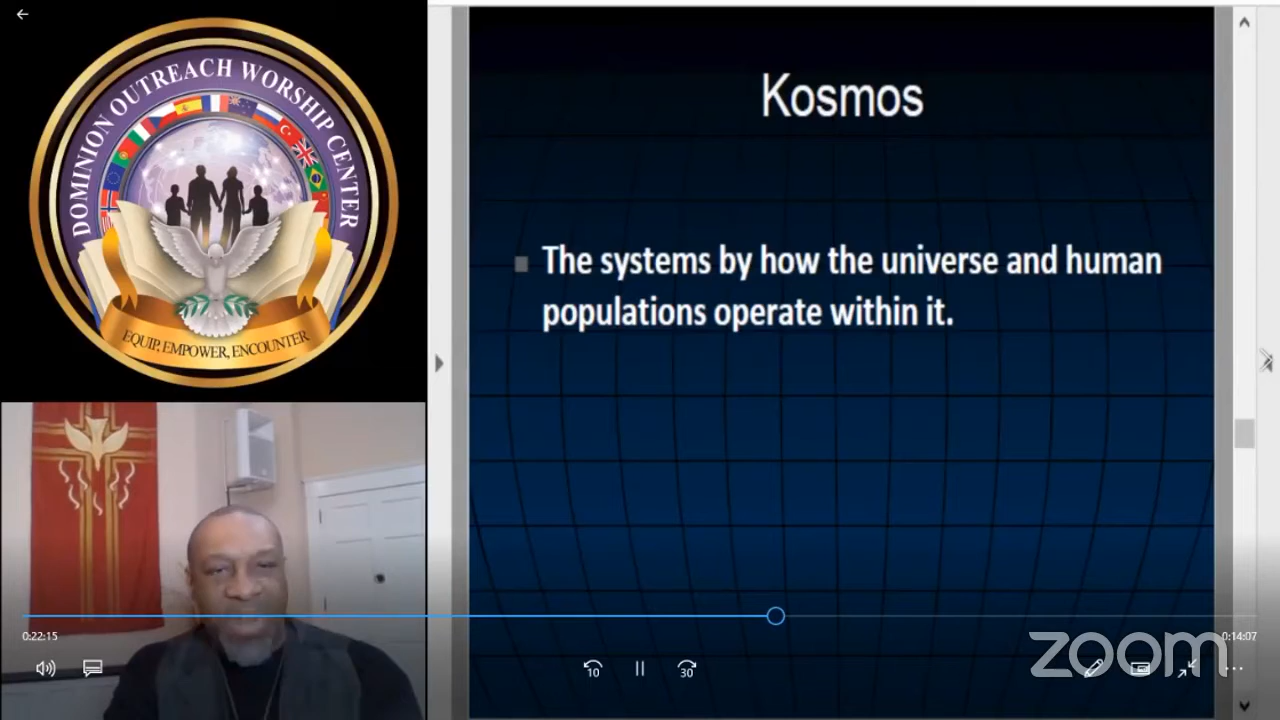 DOMINION OUTREACH WORSHIP CENTER
EQUIP, EMPOWER, ENCOUNTER
Kosmos
The systems by how the universe and human
populations operate within it.
0:22:15
0:14:07
10
30
zoom